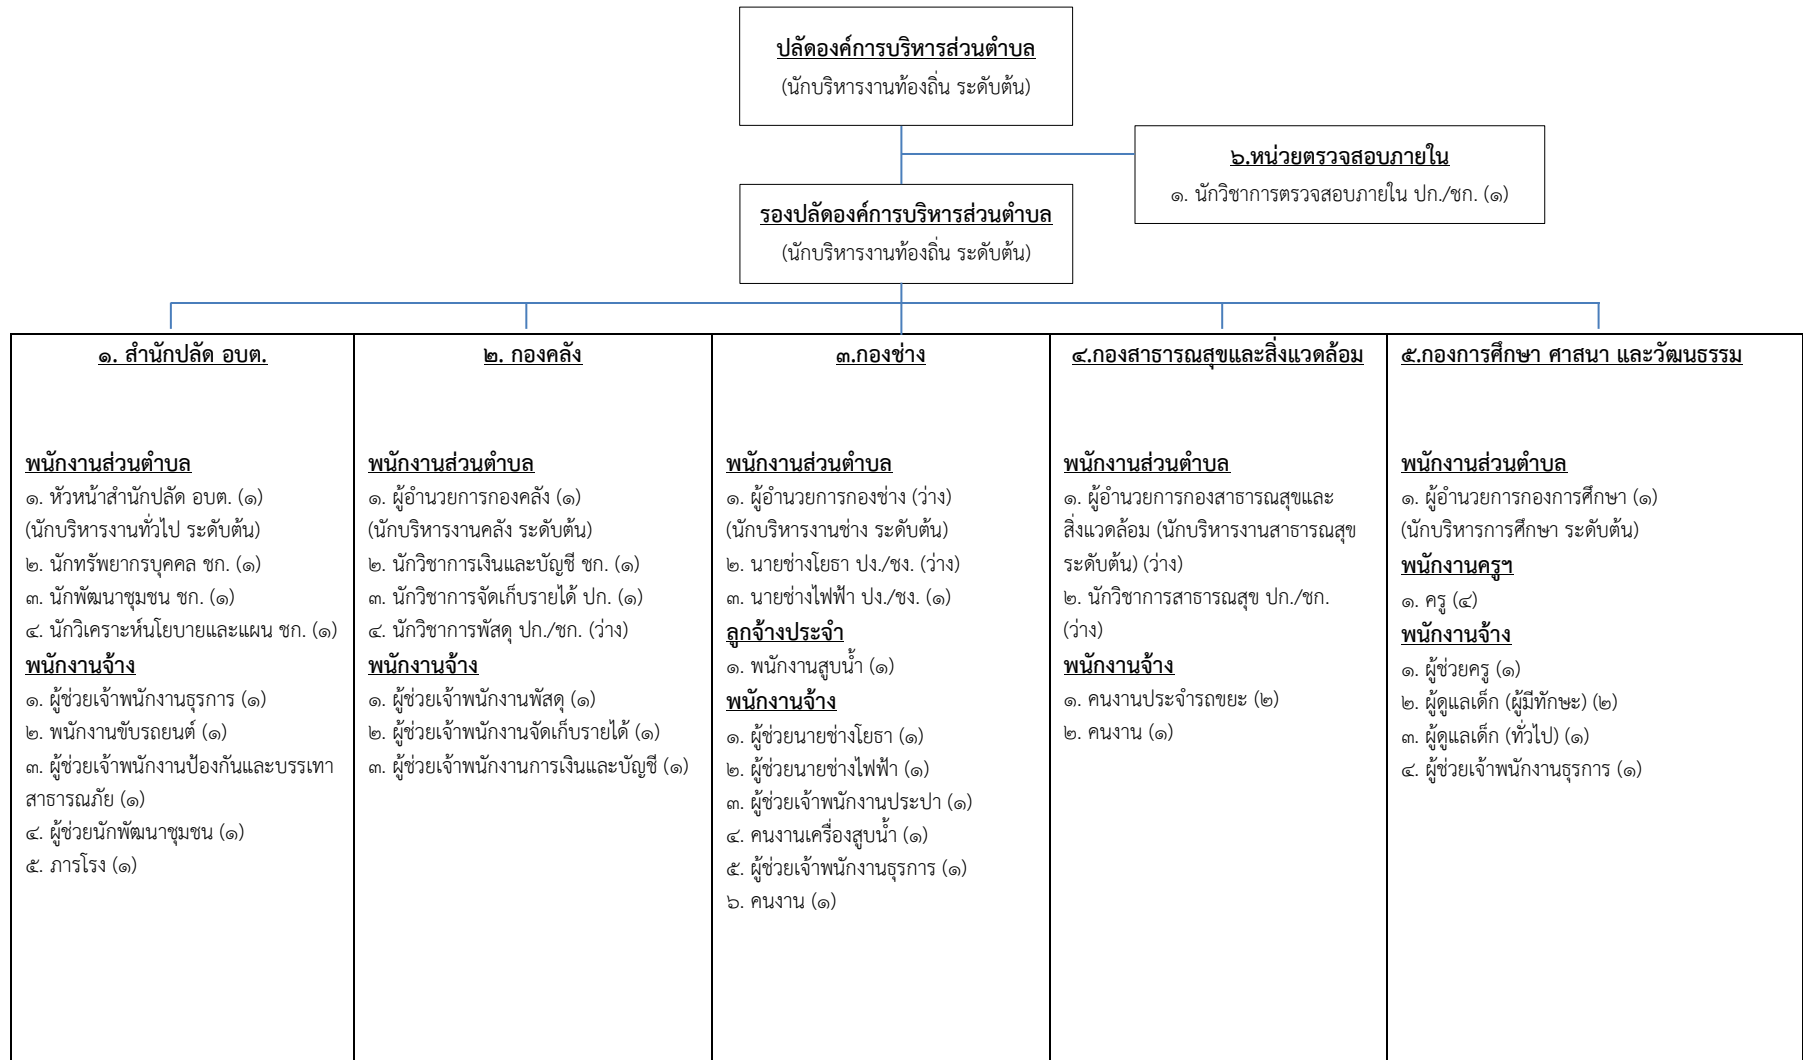 ปลัดองค์การบริหารส่วนตำบล
(นักบริหารงานท้องถิ่น ระดับต้น)
๖.หน่วยตรวจสอบภายใน
๑. นักวิชาการตรวจสอบภายใน ปก./ชก. (๑)
รองปลัดองค์การบริหารส่วนตำบล
(นักบริหารงานท้องถิ่น ระดับต้น)
๑. สำนักปลัด อบต.
พนักงานส่วนตำบล
๑. หัวหน้าสำนักปลัด อบต. (๑)
(นักบริหารงานทั่วไป ระดับต้น)
๒. นักทรัพยากรบุคคล ชก. (๑)
๓. นักพัฒนาชุมชน ชก. (๑)
๔. นักวิเคราะห์นโยบายและแผน ชก. (๑)
พนักงานจ้าง
๑. ผู้ช่วยเจ้าพนักงานธุรการ (๑)
๒. พนักงานขับรถยนต์ (๑)
๓. ผู้ช่วยเจ้าพนักงานป้องกันและบรรเทา
สาธารณภัย (๑)
๔. ผู้ช่วยนักพัฒนาชุมชน (๑)
๕. ภารโรง (๑)
๒. กองคลัง
พนักงานส่วนตำบล
๑. ผู้อำนวยการกองคลัง (๑)
(นักบริหารงานคลัง ระดับต้น)
๒. นักวิชาการเงินและบัญชี ชก. (๑)
๓. นักวิชาการจัดเก็บรายได้ ปก. (๑)
๔. นักวิชาการพัสดุ ปก./ชก. (ว่าง)
พนักงานจ้าง
๑. ผู้ช่วยเจ้าพนักงานพัสดุ (๑)
๒. ผู้ช่วยเจ้าพนักงานจัดเก็บรายได้ (๑)
๓. ผู้ช่วยเจ้าพนักงานการเงินและบัญชี (๑)
๓.กองช่าง
พนักงานส่วนตำบล
๑. ผู้อำนวยการกองช่าง (ว่าง)
(นักบริหารงานช่าง ระดับต้น)
๒. นายช่างโยธา ปง./ชง. (ว่าง)
๓. นายช่างไฟฟ้า ปง./ชง. (๑)
ลูกจ้างประจำ
๑. พนักงานสูบน้ำ (๑)
พนักงานจ้าง
๑. ผู้ช่วยนายช่างโยธา (๑)
๒. ผู้ช่วยนายช่างไฟฟ้า (๑)
๓. ผู้ช่วยเจ้าพนักงานประปา (๑)
๔. คนงานเครื่องสูบน้ำ (๑)
๕. ผู้ช่วยเจ้าพนักงานธุรการ (๑)
๖. คนงาน (๑)
๔.กองสาธารณสุขและสิ่งแวดล้อม
พนักงานส่วนตำบล
๑. ผู้อำนวยการกองสาธารณสุขและ
สิ่งแวดล้อม (นักบริหารงานสาธารณสุข
ระดับต้น) (ว่าง)
๒. นักวิชาการสาธารณสุข ปก./ชก.
(ว่าง)
พนักงานจ้าง
๑. คนงานประจำรถขยะ (๒)
๒. คนงาน (๑)
๕.กองการศึกษา ศาสนา และวัฒนธรรม
พนักงานส่วนตำบล
๑. ผู้อำนวยการกองการศึกษา (๑)
(นักบริหารการศึกษา ระดับต้น)
พนักงานครูฯ
๑. ครู (๔)
พนักงานจ้าง
๑. ผู้ช่วยครู (๑)
๒. ผู้ดูแลเด็ก (ผู้มีทักษะ) (๒)
๓. ผู้ดูแลเด็ก (ทั่วไป) (๑)
๔. ผู้ช่วยเจ้าพนักงานธุรการ (๑)